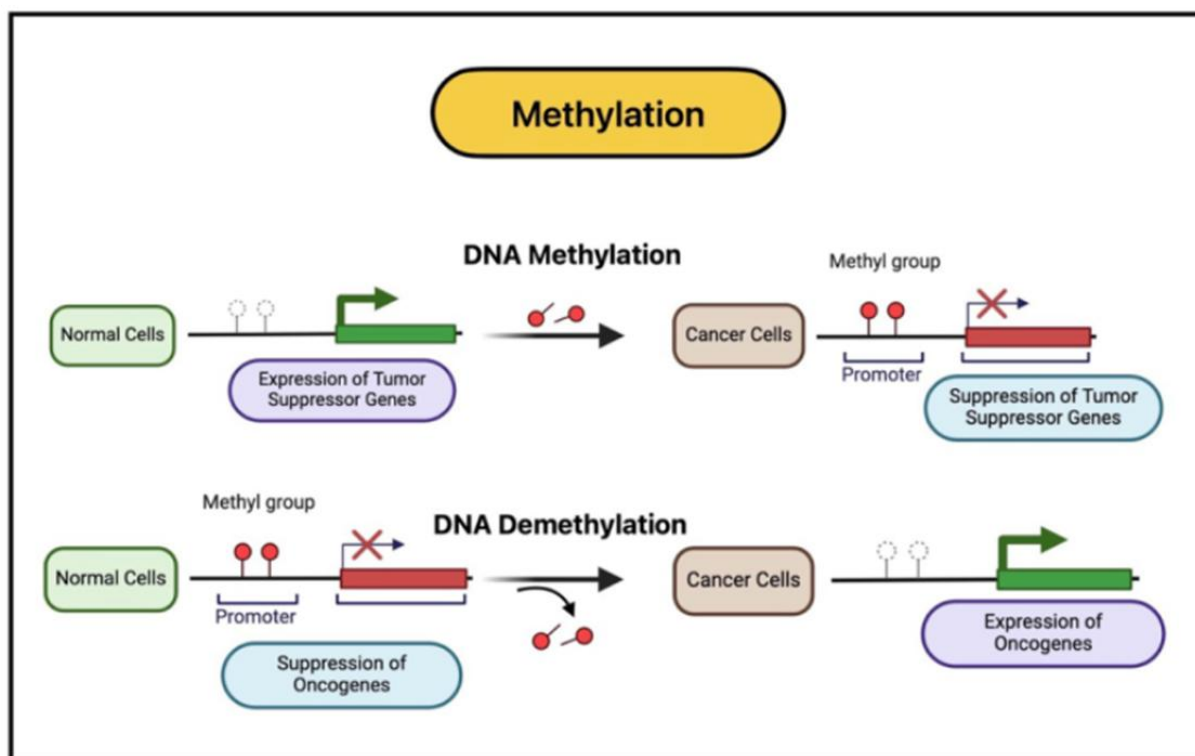 Methylation
DNA Methylation
Methyl group
Normal Cells
Cancer Cells
Promoter
Expression of Tumor
Suppressor Genes
Suppression of Tumor
Suppressor Genes
Methyl group
DNA Demethylation
Normal Cells
Cancer Cells
Promoter
Expression of
Oncogenes
Suppression of
Oncogenes